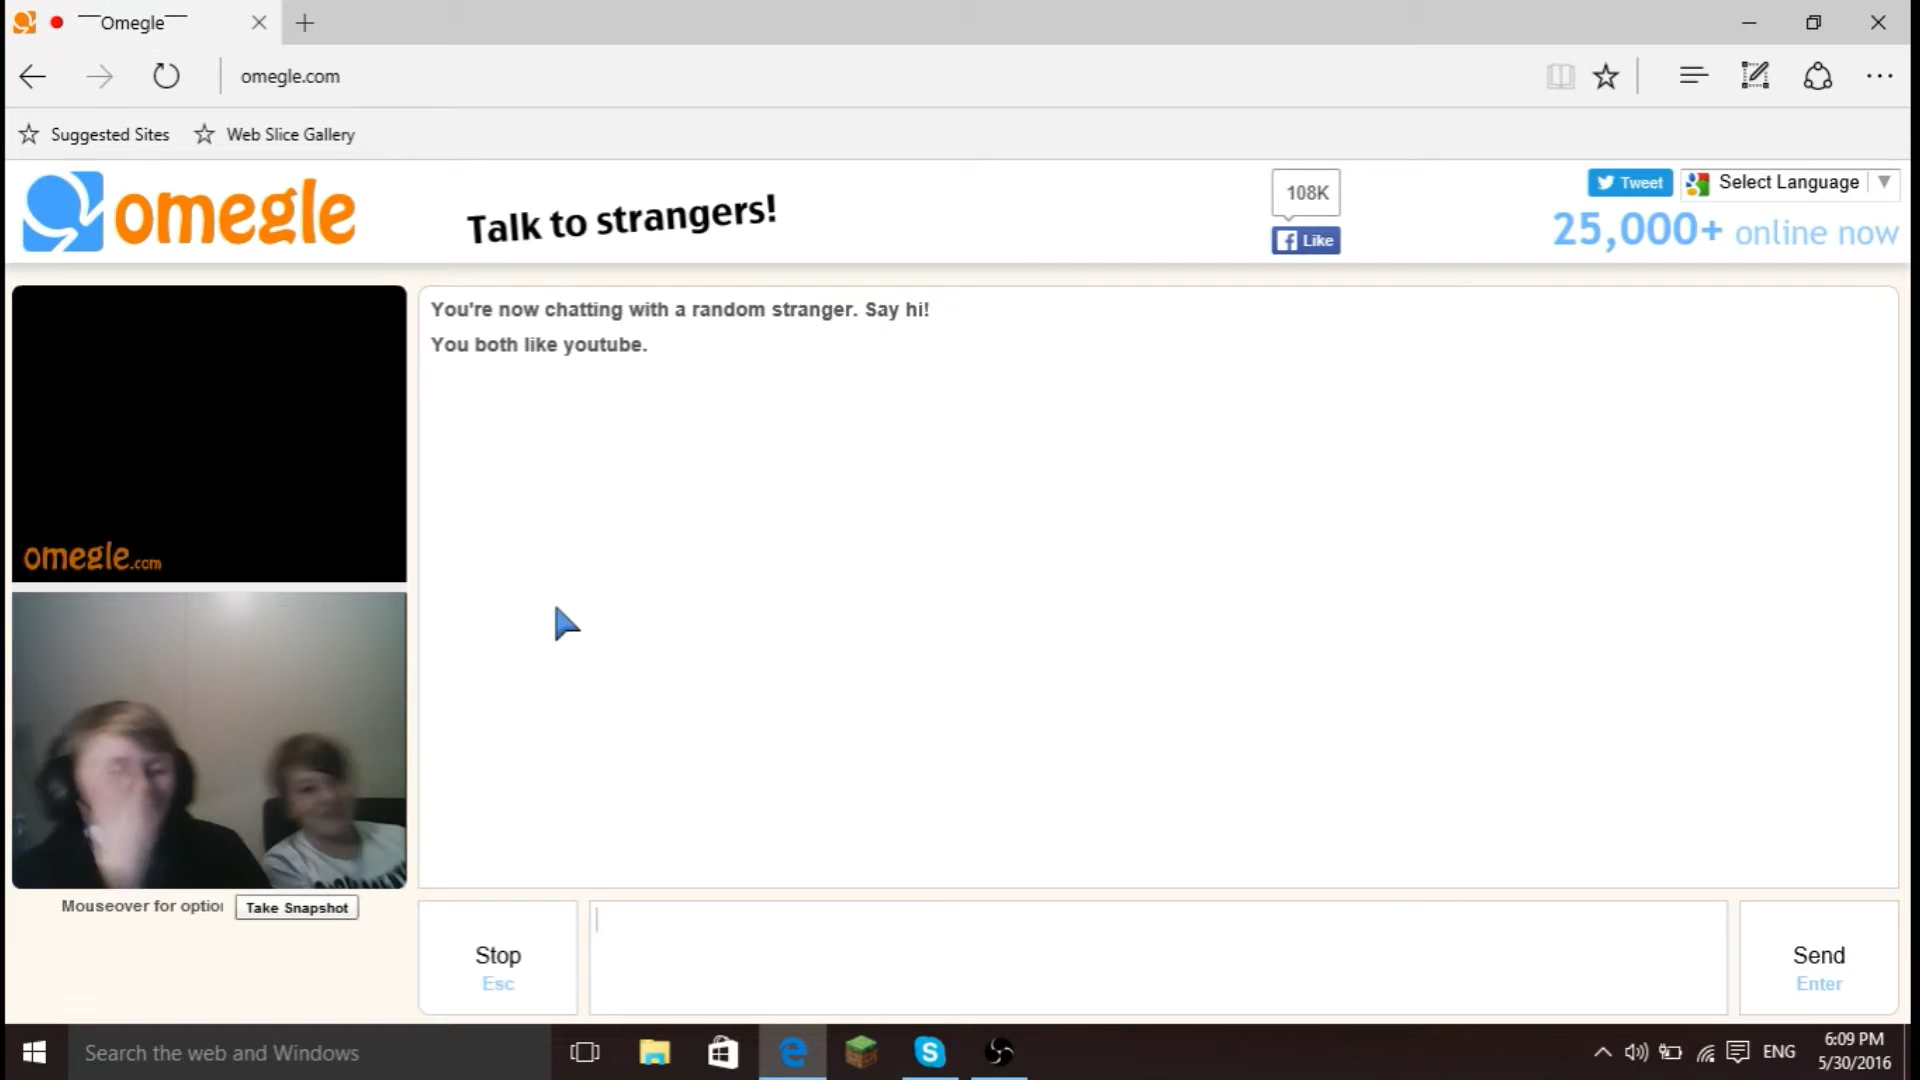 Omegle
omegle.com
Suggested Sites
Web Slice Gallery
omegle
Talk to strangers!
108K
Like
Tweet
Select Language
25,000+ online now
You're now chatting with a random stranger. Say hi!
You both like youtube.
omegle.com
Mouseover for optio
Take Snapshot
Stop
Esc
Send
Enter
Search the web and Windows
ENG
6:09 PM
5/30/2016